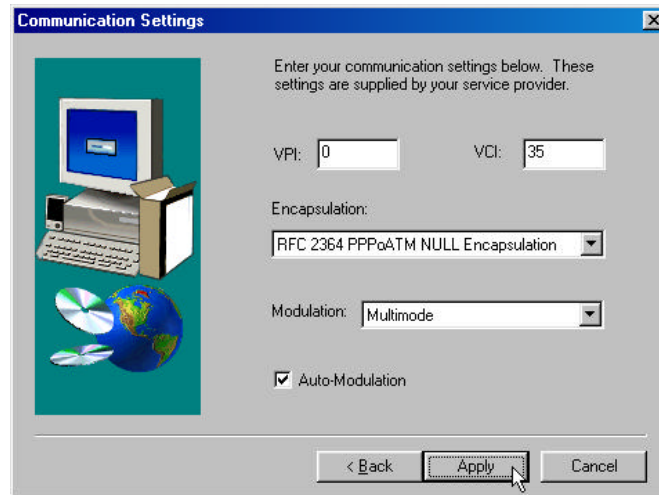 Communication Settings
Enter your communication settings below. These
settings are supplied by your service provider.
VPI: 0 VCI: 35
Encapsulation:
RFC 2364 PPPoATM NULL Encapsulation
Modulation: Multimode
Auto-Modulation
< Back Apply Cancel